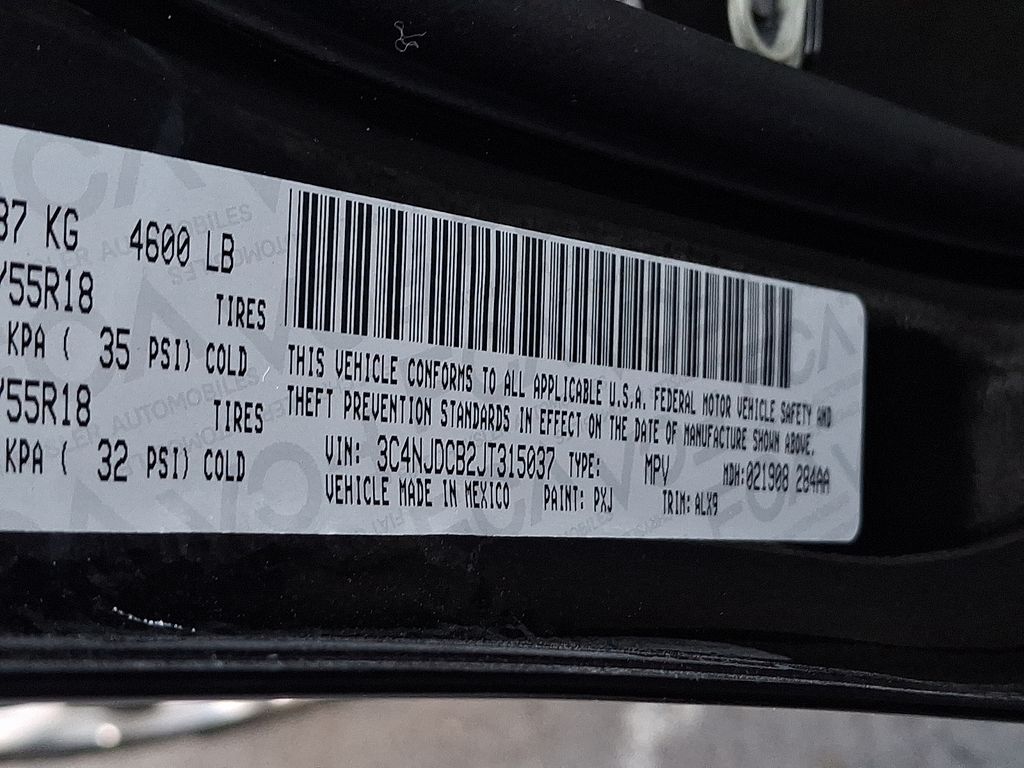 87 KG 4600 LB
/55R18 TIRES
KPA ( 35 PSI) COLD
/55R18 TIRES
KPA ( 32 PSI) COLD
THIS VEHICLE CONFORMS TO ALL APPLICABLE U.S.A. FEDERAL MOTOR VEHICLE SAFETY AND
THEFT PREVENTION STANDARDS IN EFFECT ON THE DATE OF MANUFACTURE SHOWN ABOVE.
VIN: 3C4NJDCB2JT315037 TYPE: MPV MDH:021908 284AA
VEHICLE MADE IN MEXICO PAINT: PXJ TRIM: ALX9